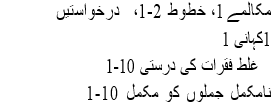 مکالمے 1، خطوط 2-1، درخواستیں
1کہانی 1
غلط فقرات کی درستی 10-1
نامکمل جملوں کو مکمل 10-1